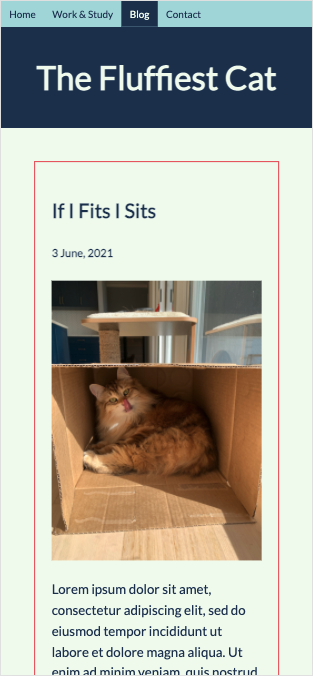 Home Work & Study Blog Contact
The Fluffiest Cat
If I Fits I Sits
3 June, 2021
Lorem ipsum dolor sit amet,
consectetur adipiscing elit, sed do
eiusmod tempor incididunt ut
labore et dolore magna aliqua. Ut
enim ad minim veniam, quis nostrud